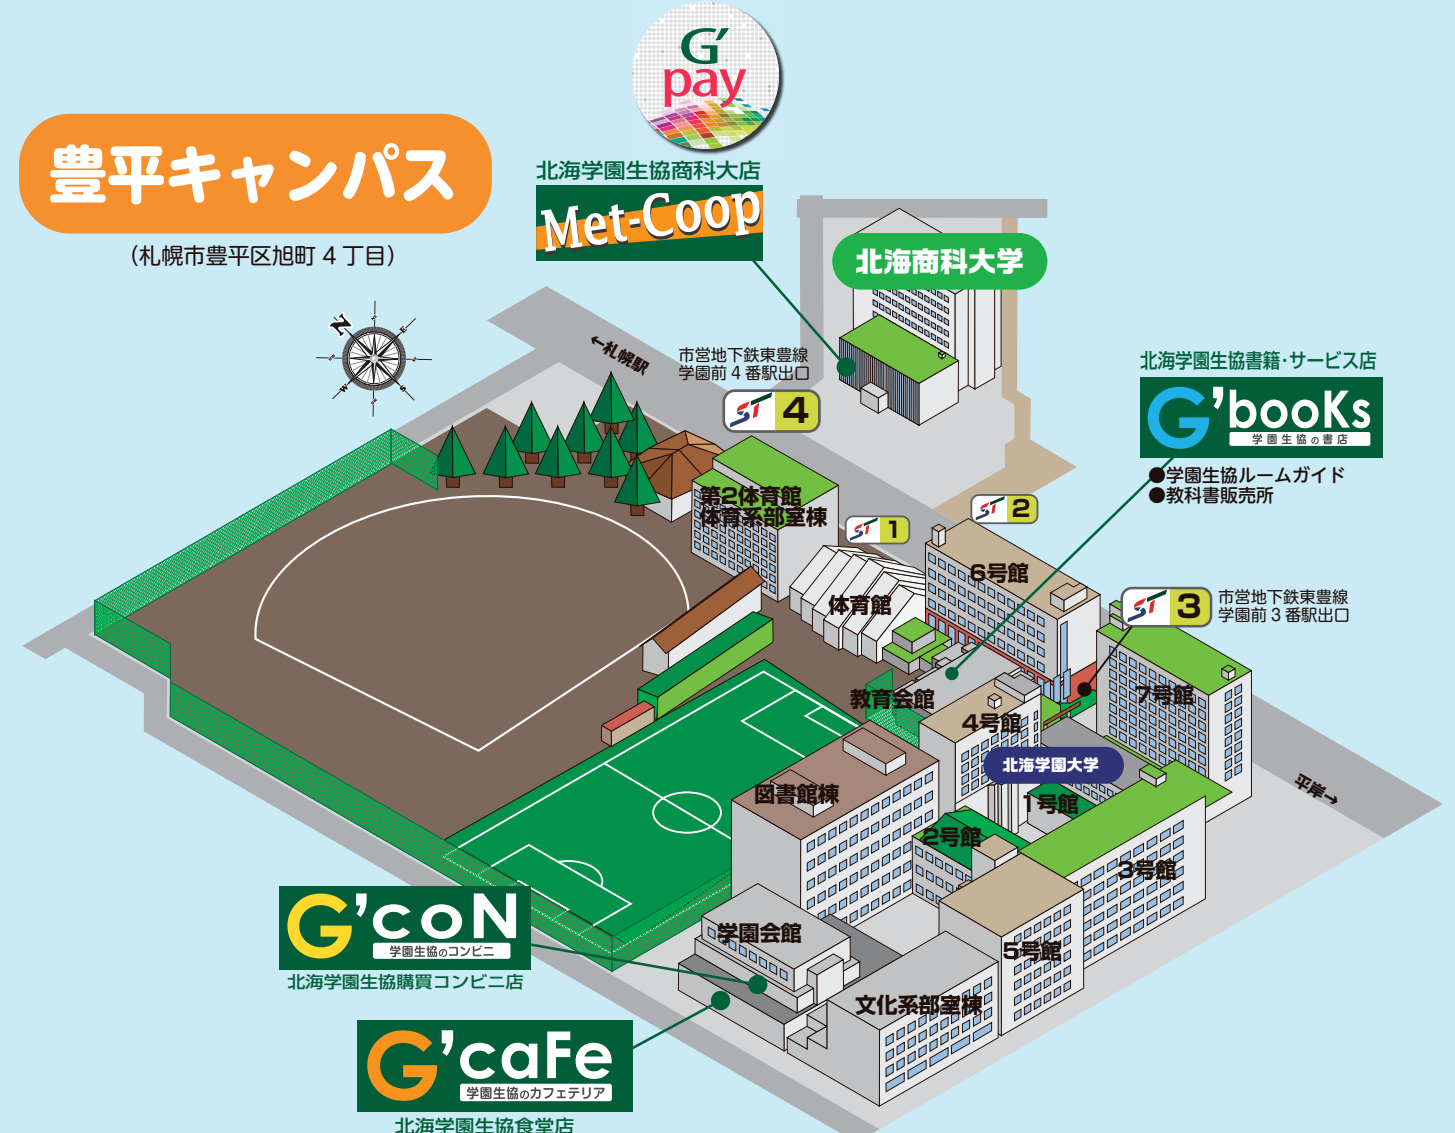 G'
pay
豊平キャンパス
（札幌市豊平区旭町 4 丁目）
北海学園生協商科大店
Met-Coop
北海商科大学
N
E
S
W
←札幌駅
市営地下鉄東豊線
学園前 4 番駅出口
ST 4
北海学園生協書籍・サービス店
G'booKs
学園生協の書店
●学園生協ルームガイド
●教科書販売所
第2体育館
体育系部室棟
ST 1
ST 2
6号館
体育館
ST 3
市営地下鉄東豊線
学園前 3 番駅出口
教育会館
4号館
7号館
北海学園大学
図書館棟
1号館
平岸→
2号館
3号館
G'coN
学園生協のコンビニ
北海学園生協購買コンビニ店
学園会館
5号館
文化系部室棟
G'caFe
学園生協のカフェテリア
北海学園生協食堂店